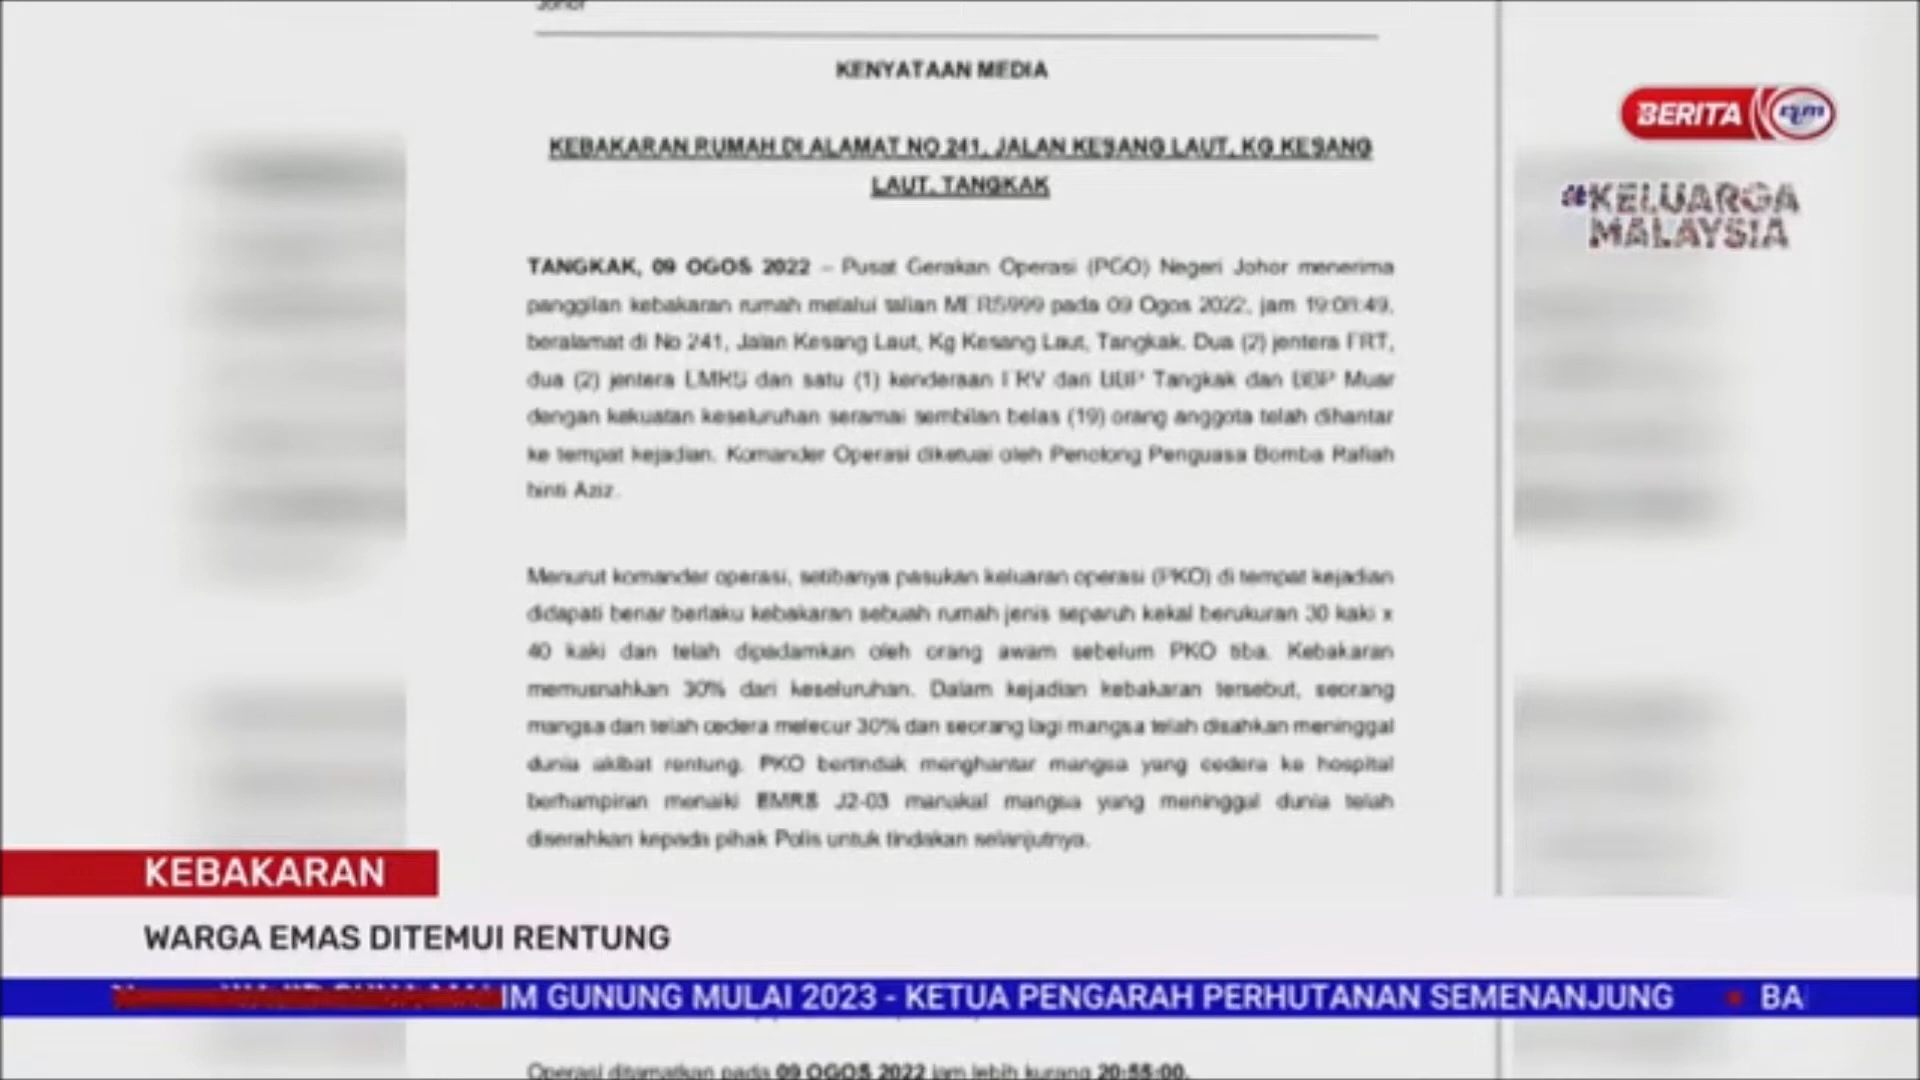 Johor
KENYATAAN MEDIA
KEBAKARAN RUMAH DI ALAMAT NO 241, JALAN KESANG LAUT, KG KESANG
LAUT, TANGKAK
TANGKAK, 09 OGOS 2022 – Pusat Gerakan Operasi (PGO) Negeri Johor menerima
panggilan kebakaran rumah melalui talian MERS999 pada 09 Ogos 2022, jam 19:08:49,
beralamat di No 241, Jalan Kesang Laut, Kg Kesang Laut, Tangkak. Dua (2) jentera FRT,
dua (2) jentera EMRS dan satu (1) kenderaan FRV dari BBP Tangkak dan BBP Muar
dengan kekuatan keseluruhan seramai sembilan belas (19) orang anggota telah dihantar
ke tempat kejadian. Komander Operasi diketuai oleh Penolong Penguasa Bomba Rafiah
binti Aziz.
Menurut komander operasi, setibanya pasukan keluaran operasi (PKO) di tempat kejadian
didapati benar berlaku kebakaran sebuah rumah jenis separuh kekal berukuran 30 kaki x
40 kaki dan telah dipadamkan oleh orang awam sebelum PKO tiba. Kebakaran
memusnahkan 30% dari keseluruhan. Dalam kejadian kebakaran tersebut, seorang
mangsa dan telah cedera melecur 30% dan seorang lagi mangsa telah disahkan meninggal
dunia akibat rentung. PKO bertindak menghantar mangsa yang cedera ke hospital
berhampiran menaiki EMRS J2-03 manakal mangsa yang meninggal dunia telah
diserahkan kepada pihak Polis untuk tindakan selanjutnya.
BERITA rtm
#KELUARGA
MALAYSIA
KEBAKARAN
WARGA EMAS DITEMUI RENTUNG
IM GUNUNG MULAI 2023 - KETUA PENGARAH PERHUTANAN SEMENANJUNG BA
Operasi ditamatkan pada 09 OGOS 2022 jam lebih kurang 20:55:00.